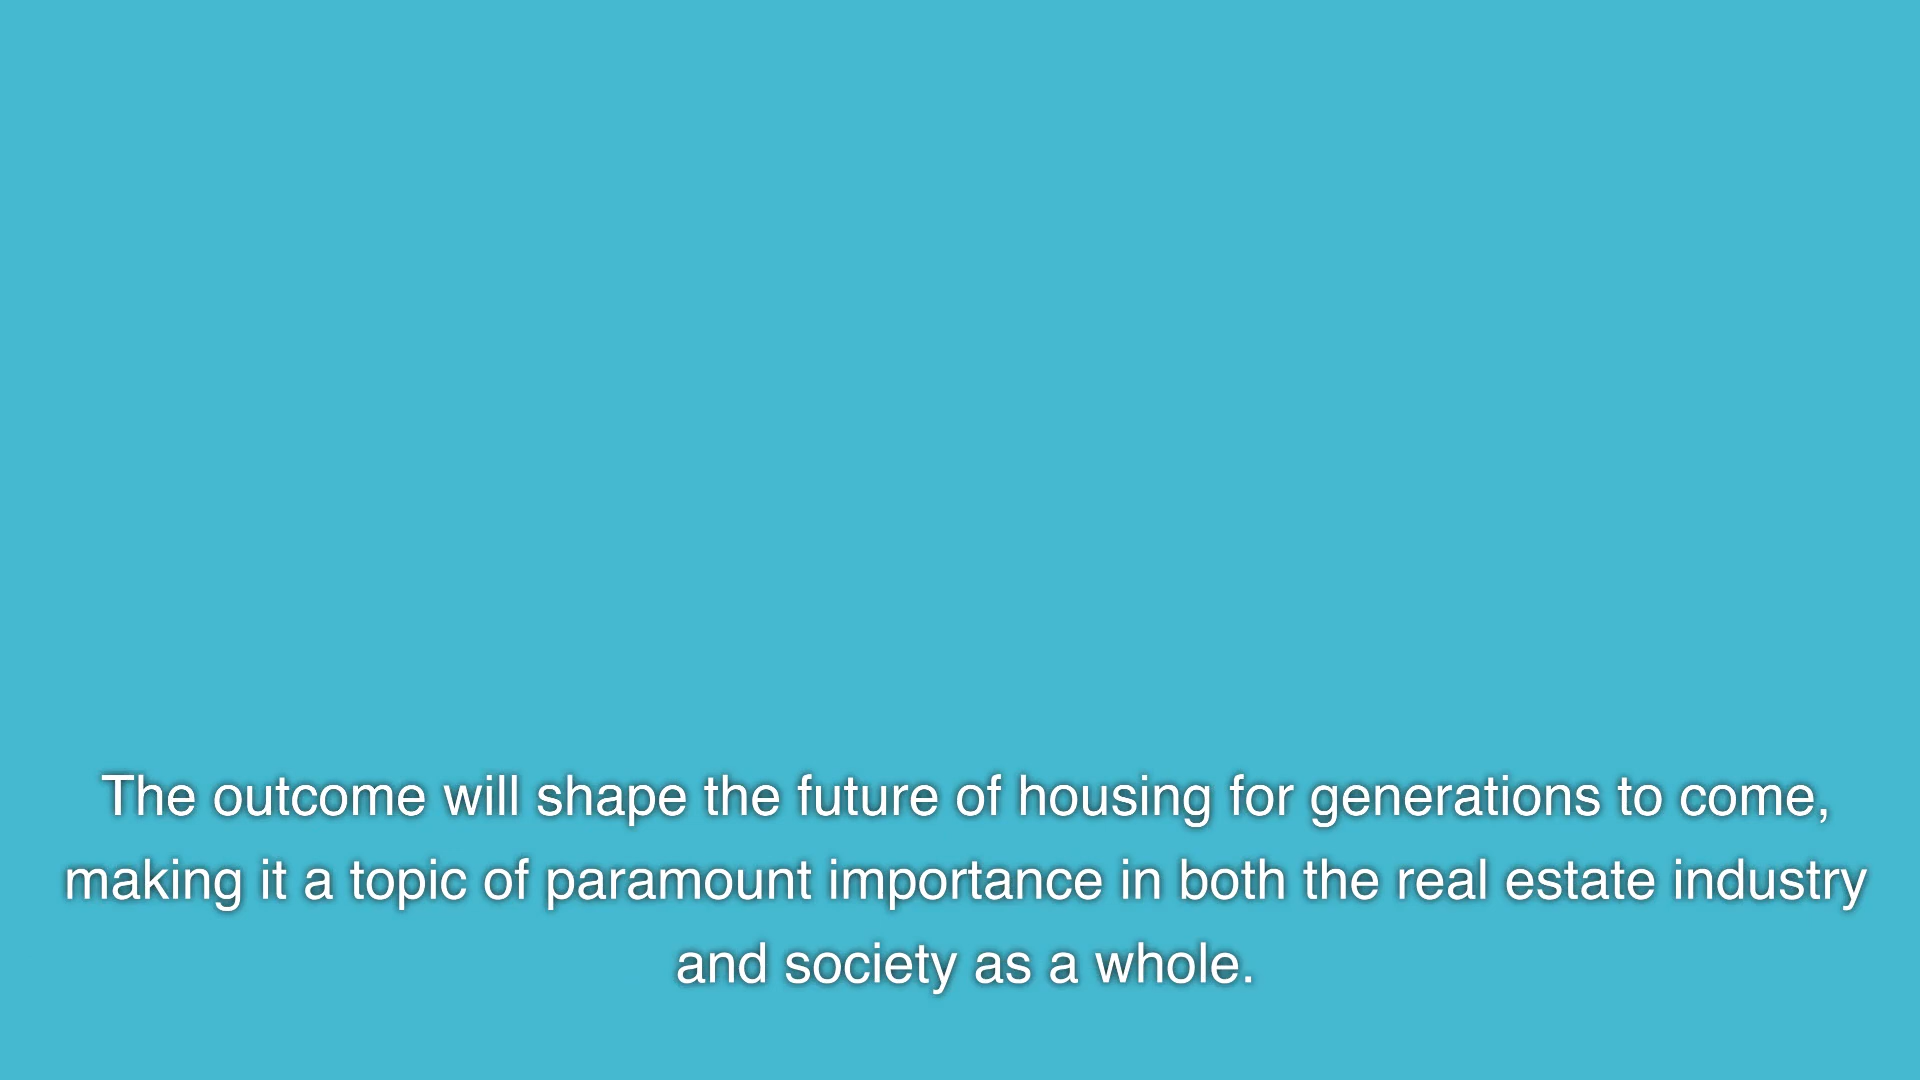 The outcome will shape the future of housing for generations to come,
making it a topic of paramount importance in both the real estate industry
and society as a whole.